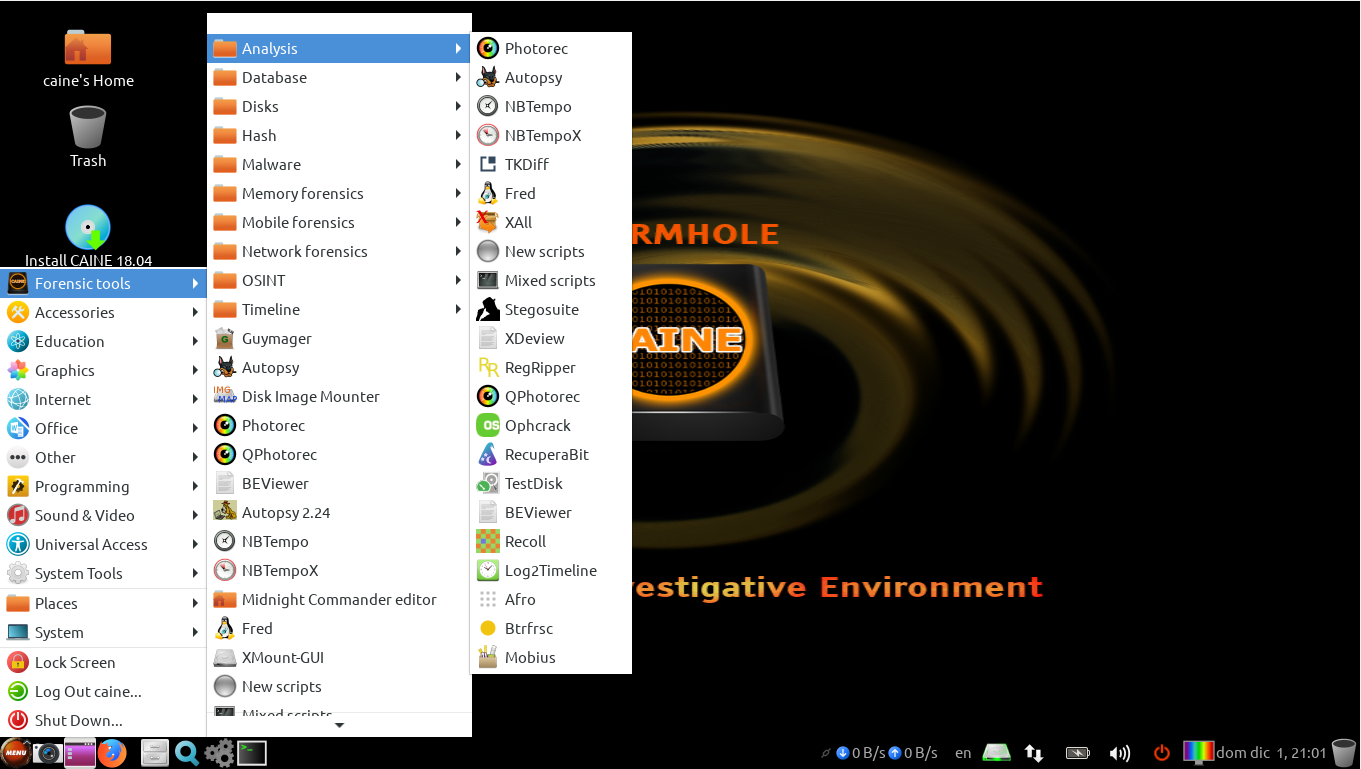 caine's Home
Trash
Install CAINE 18.04
Forensic tools
Accessories
Education
Graphics
Internet
Office
Other
Programming
Sound & Video
Universal Access
System Tools
Places
System
Lock Screen
Log Out caine...
Shut Down...
Analysis
Database
Disks
Hash
Malware
Memory forensics
Mobile forensics
Network forensics
OSINT
Timeline
Guymager
Autopsy
Disk Image Mounter
Photorec
QPhotorec
BEViewer
Autopsy 2.24
NBTempo
NBTempoX
Midnight Commander editor
Fred
XMount-GUI
New scripts
Mixed scripts
Photorec
Autopsy
NBTempo
NBTempoX
TKDiff
Fred
XAll
New scripts
Mixed scripts
Stegosuite
XDeview
RegRipper
QPhotorec
Ophcrack
RecuperaBit
TestDisk
BEViewer
Recoll
Log2Timeline
Afro
Btrfrsc
Mobius
RMHOLE
AINE
vestigative Environment
MENU
0 B/s
0 B/s
en
dom dic 1, 21:01